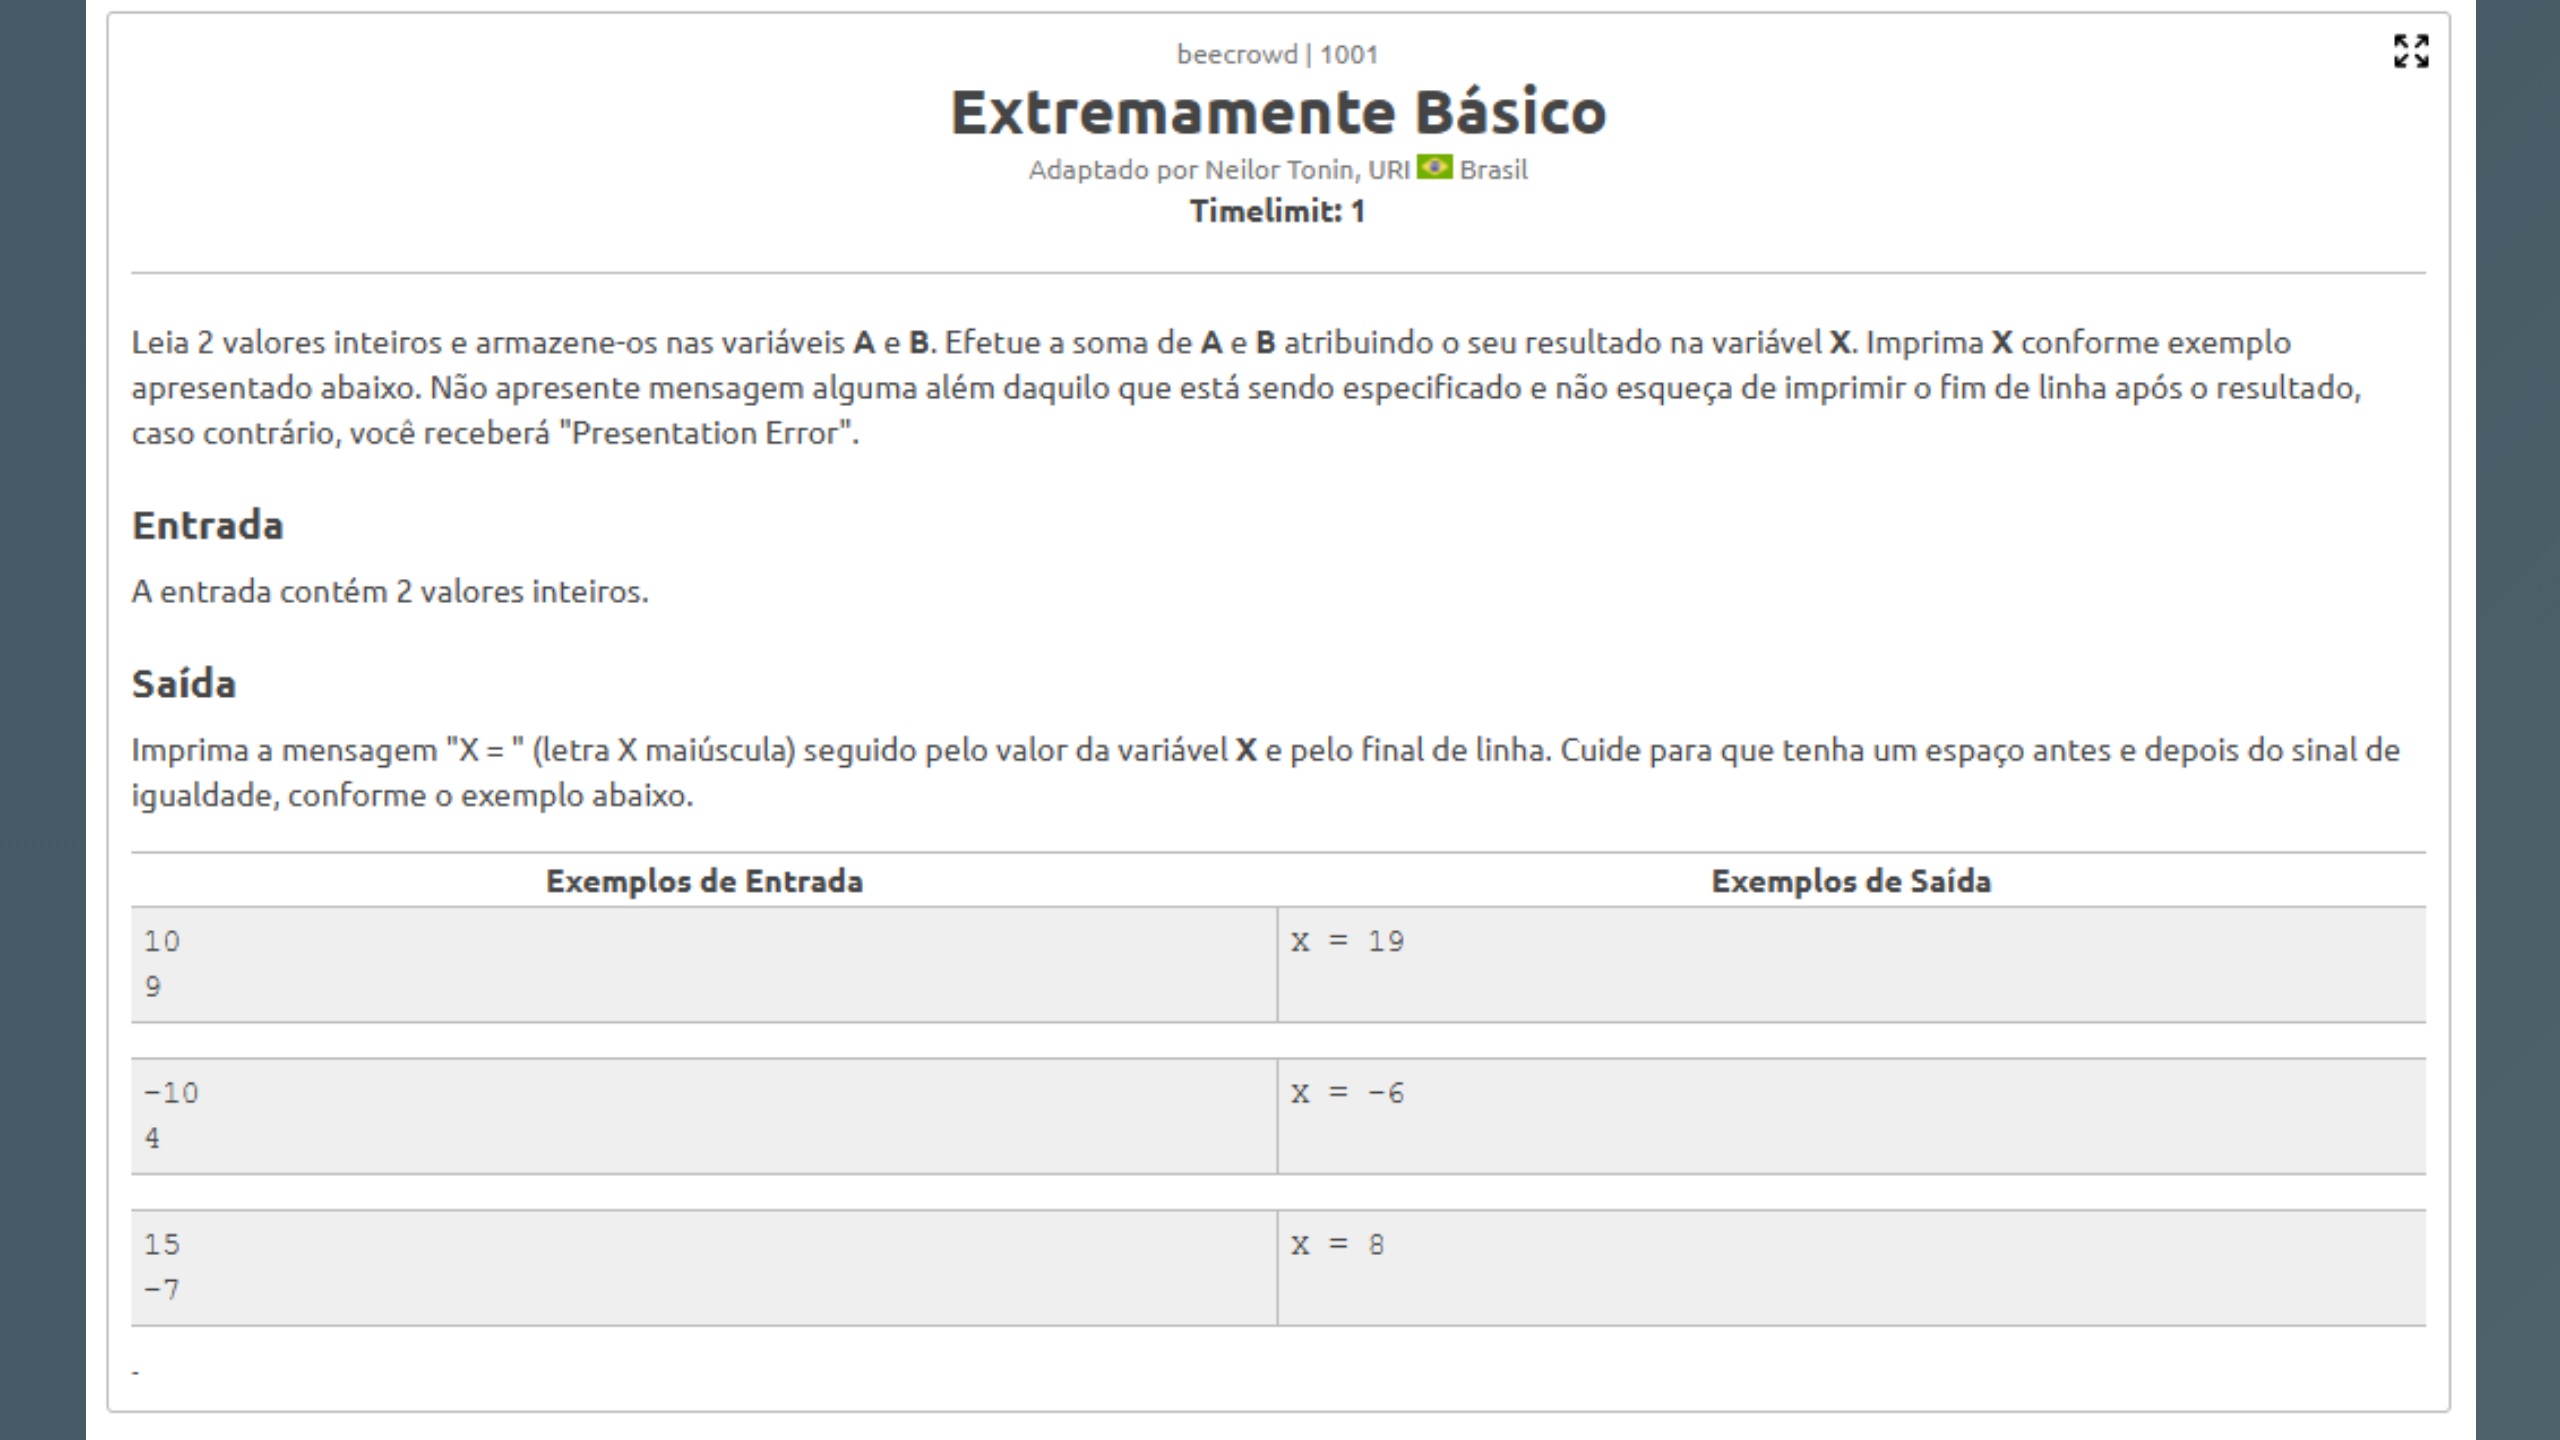 beecrowd | 1001
Extremamente Básico
Adaptado por Neilor Tonin, URI Brasil
Timelimit: 1
Leia 2 valores inteiros e armazene-os nas variáveis A e B. Efetue a soma de A e B atribuindo o seu resultado na variável X. Imprima X conforme exemplo
apresentado abaixo. Não apresente mensagem alguma além daquilo que está sendo especificado e não esqueça de imprimir o fim de linha após o resultado,
caso contrário, você receberá "Presentation Error".
Entrada
A entrada contém 2 valores inteiros.
Saída
Imprima a mensagem "X = " (letra X maiúscula) seguido pelo valor da variável X e pelo final de linha. Cuide para que tenha um espaço antes e depois do sinal de
igualdade, conforme o exemplo abaixo.
Exemplos de Entrada Exemplos de Saída
10 X = 19
9
-10 X = -6
4
15 X = 8
-7
-